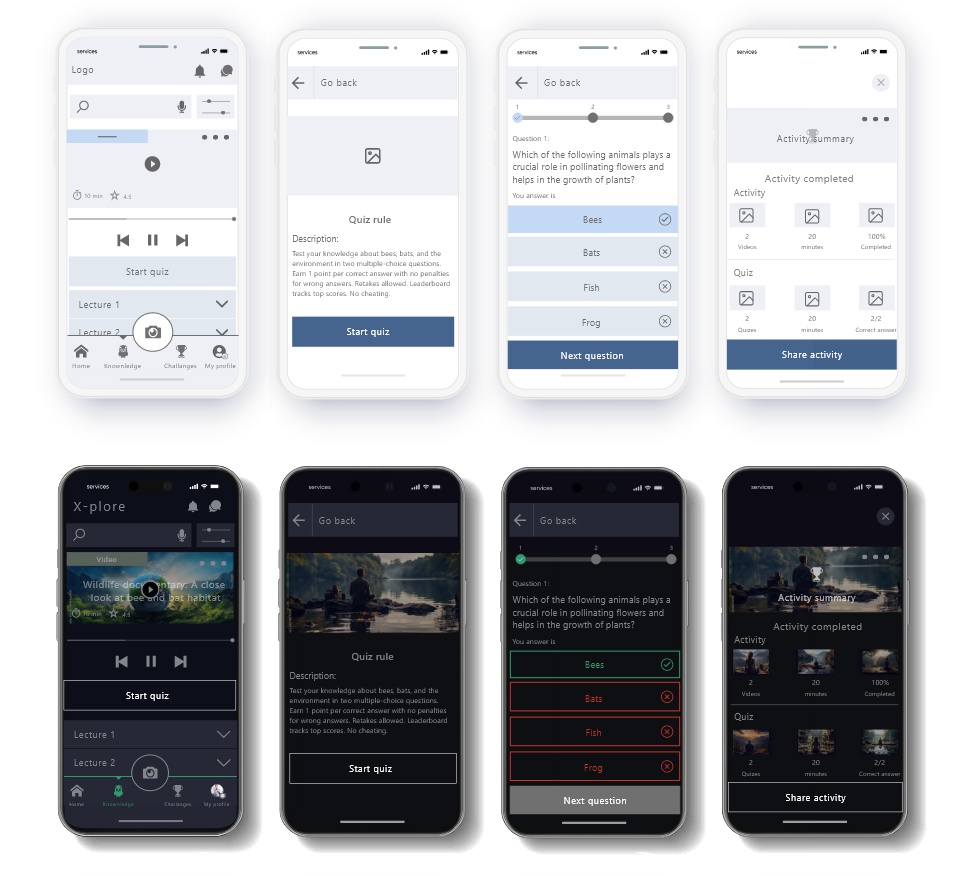 services
Logo
10 min
4.5
Start quiz
Lecture 1
Lecture 2
Home
Knownledge
Challanges
My profile
services
Go back
Quiz rule
Description:
Test your knowledge about bees, bats, and the
environment in two multiple-choice questions.
Earn 1 point per correct answer with no penalties
for wrong answers. Retakes allowed. Leaderboard
tracks top scores. No cheating.
Start quiz
services
Go back
1 2 3
Question 1:
Which of the following animals plays a
crucial role in pollinating flowers and
helps in the growth of plants?
You answer is
Bees
Bats
Fish
Frog
Next question
services
Activity summary
Activity completed
Activity
2 20 100%
Videos minutes Completed
Quiz
2 20 2/2
Quizes minutes Correct answer
Share activity
services
X-plore
Video
Wildlife documentary: A close
look at bee and bat habitat
10 min
4.5
Start quiz
Lecture 1
Lecture 2
Home
Knownledge
Challanges
My profile
services
Go back
Quiz rule
Description:
Test your knowledge about bees, bats, and the
environment in two multiple-choice questions.
Earn 1 point per correct answer with no penalties
for wrong answers. Retakes allowed. Leaderboard
tracks top scores. No cheating.
Start quiz
services
Go back
1 2 3
Question 1:
Which of the following animals plays a
crucial role in pollinating flowers and
helps in the growth of plants?
You answer is
Bees
Bats
Fish
Frog
Next question
services
Activity summary
Activity completed
Activity
2 20 100%
Videos minutes Completed
Quiz
2 20 2/2
Quizes minutes Correct answer
Share activity